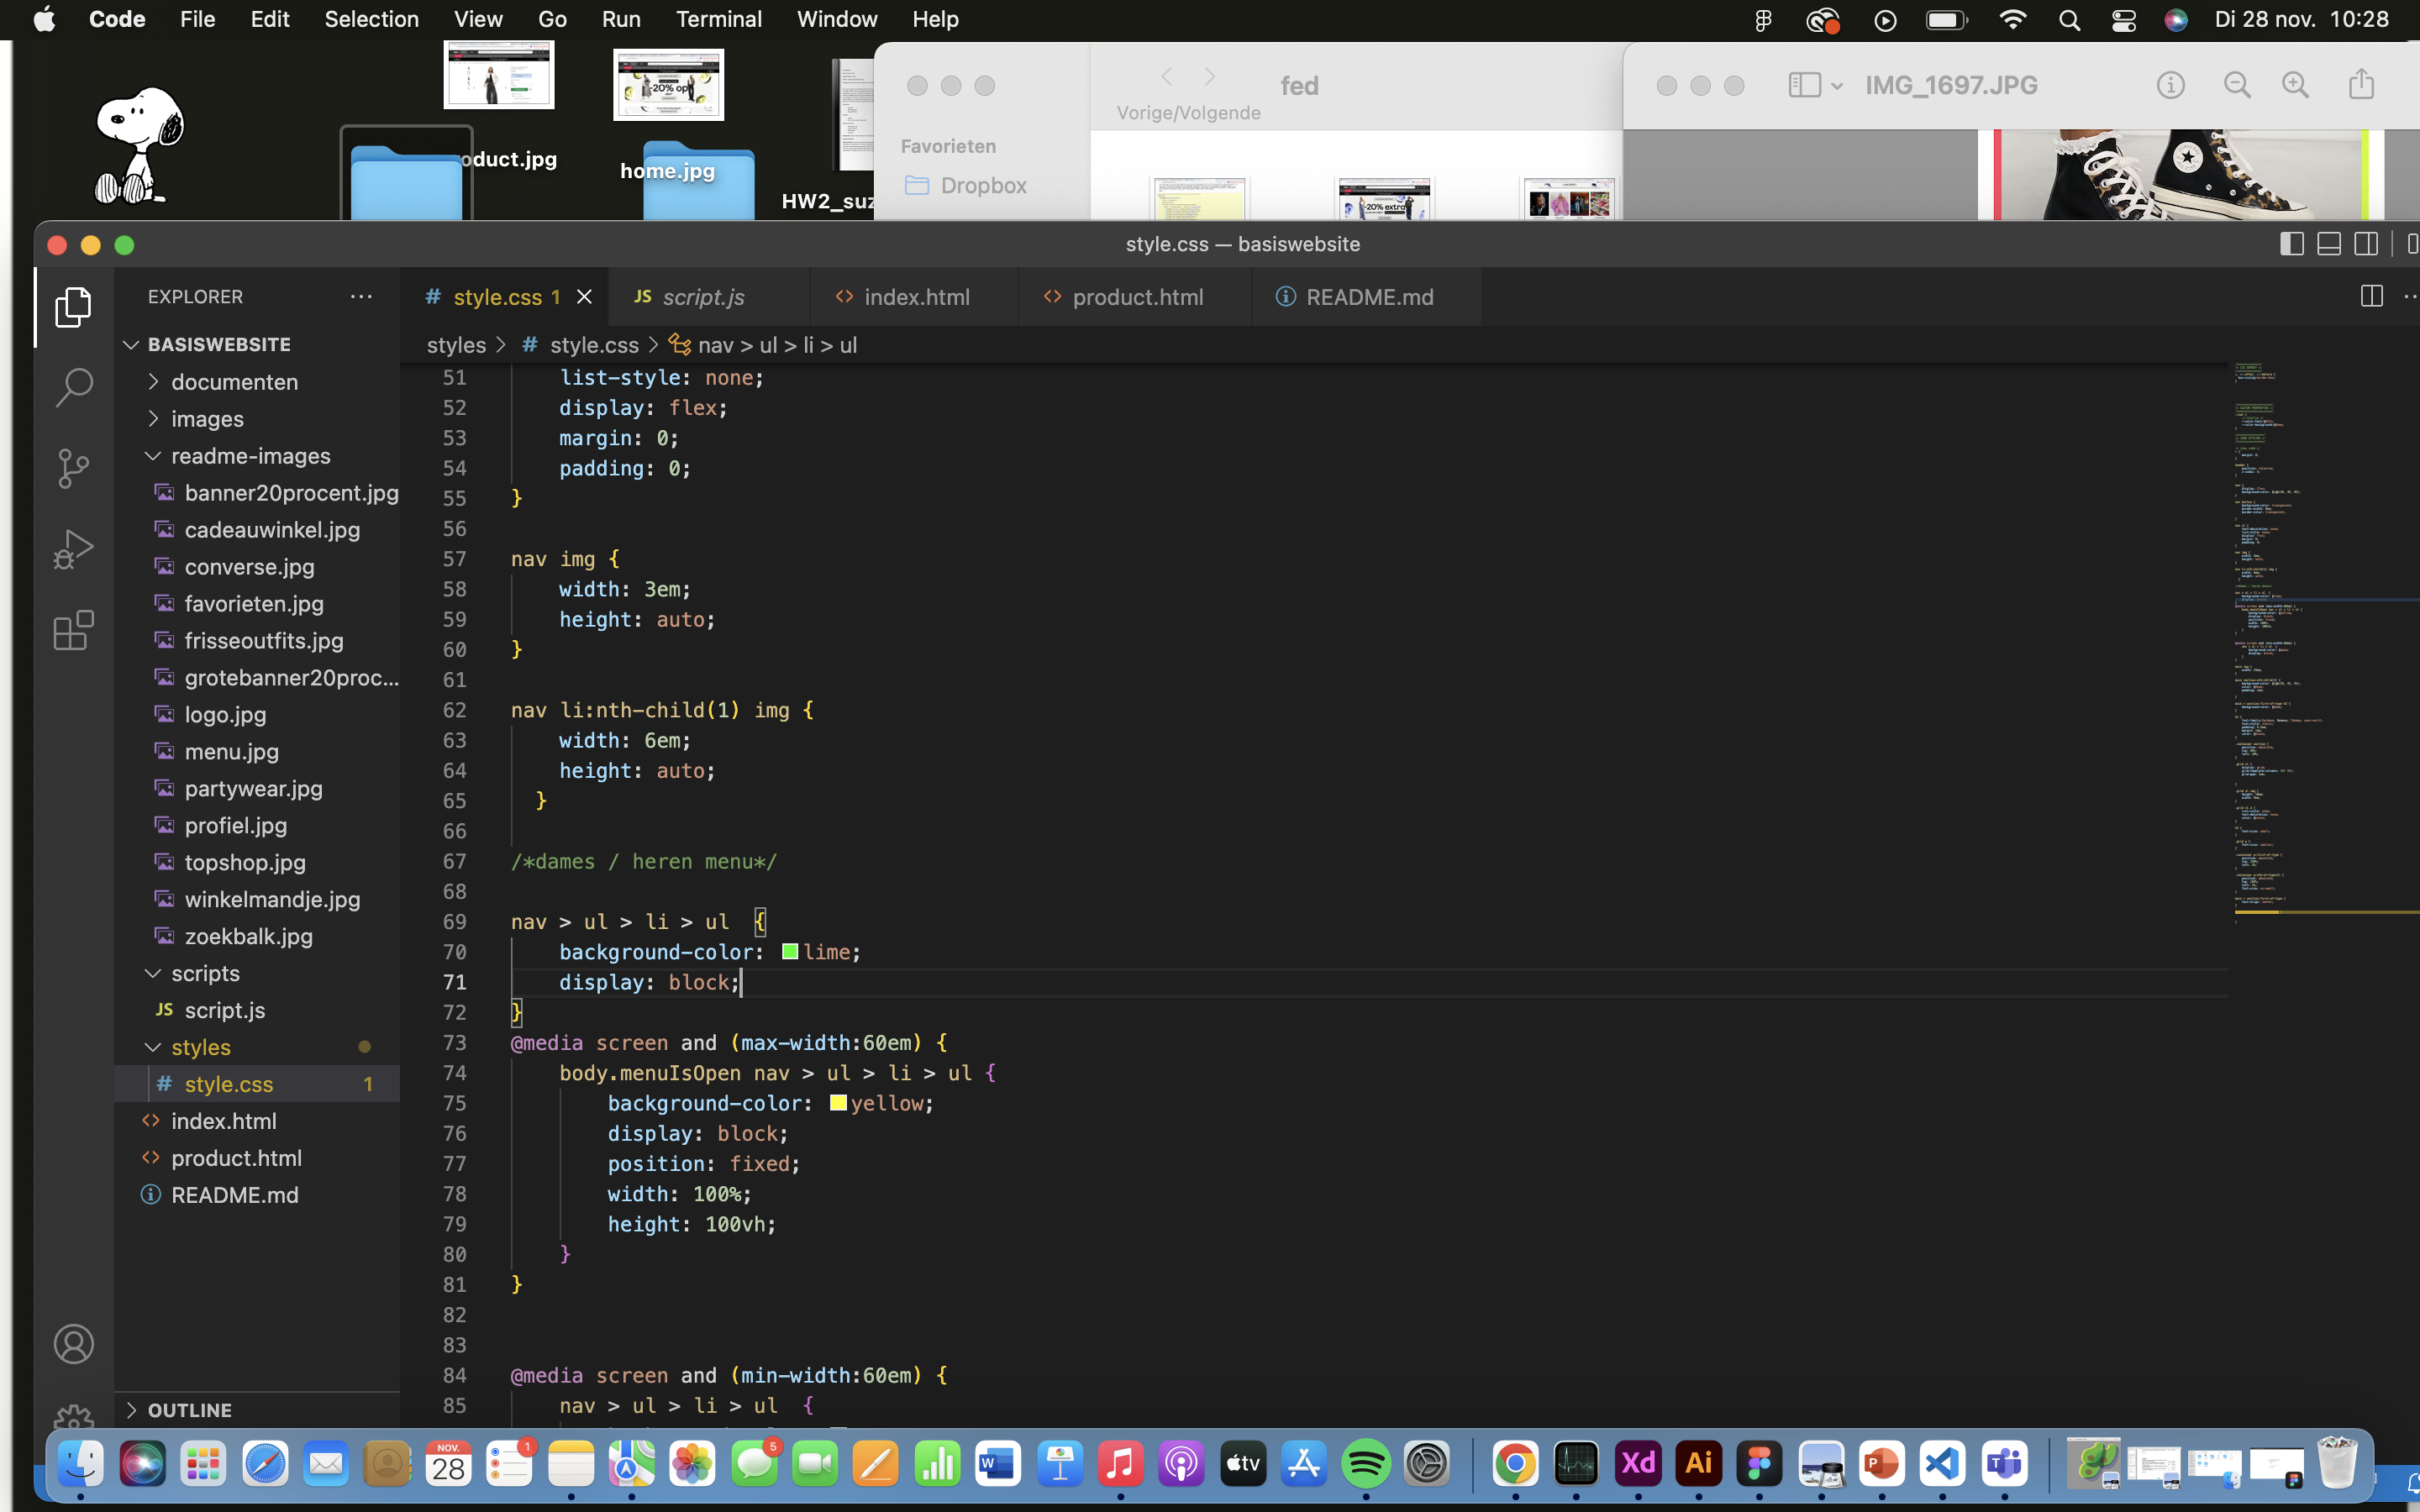 Code File Edit Selection View Go Run Terminal Window Help
Di 28 nov. 10:28
oduct.jpg
home.jpg
HW2_suz
-20% op
-20% extra
fed
Vorige/Volgende
Favorieten
Dropbox
IMG_1697.JPG
style.css — basiswebsite
EXPLORER
BASISWEBSITE
documenten
images
readme-images
banner20procent.jpg
cadeauwinkel.jpg
converse.jpg
favorieten.jpg
frisseoutfits.jpg
grotebanner20proc...
logo.jpg
menu.jpg
partywear.jpg
profiel.jpg
topshop.jpg
winkelmandje.jpg
zoekbalk.jpg
scripts
JS script.js
styles
# style.css 1
<> index.html
<> product.html
README.md
OUTLINE
# style.css 1 JS script.js <> index.html <> product.html README.md
styles > # style.css > nav > ul > li > ul
51 list-style: none;
52 display: flex;
53 margin: 0;
54 padding: 0;
55 }
56
57 nav img {
58 width: 3em;
59 height: auto;
60 }
61
62 nav li:nth-child(1) img {
63 width: 6em;
64 height: auto;
65 }
66
67 /*dames / heren menu*/
68
69 nav > ul > li > ul {
70 background-color: lime;
71 display: block;
72 }
73 @media screen and (max-width:60em) {
74 body.menuIsOpen nav > ul > li > ul {
75 background-color: yellow;
76 display: block;
77 position: fixed;
78 width: 100%;
79 height: 100vh;
80 }
81 }
82
83
84 @media screen and (min-width:60em) {
85 nav > ul > li > ul {
NOV.
28
1
5
W
tv
Xd
Ai
P